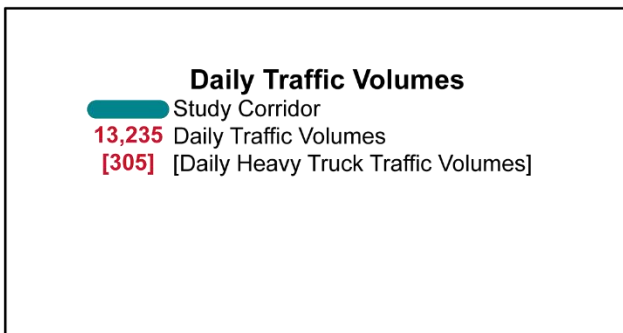 Daily Traffic Volumes
Study Corridor
13,235 Daily Traffic Volumes
[305] [Daily Heavy Truck Traffic Volumes]